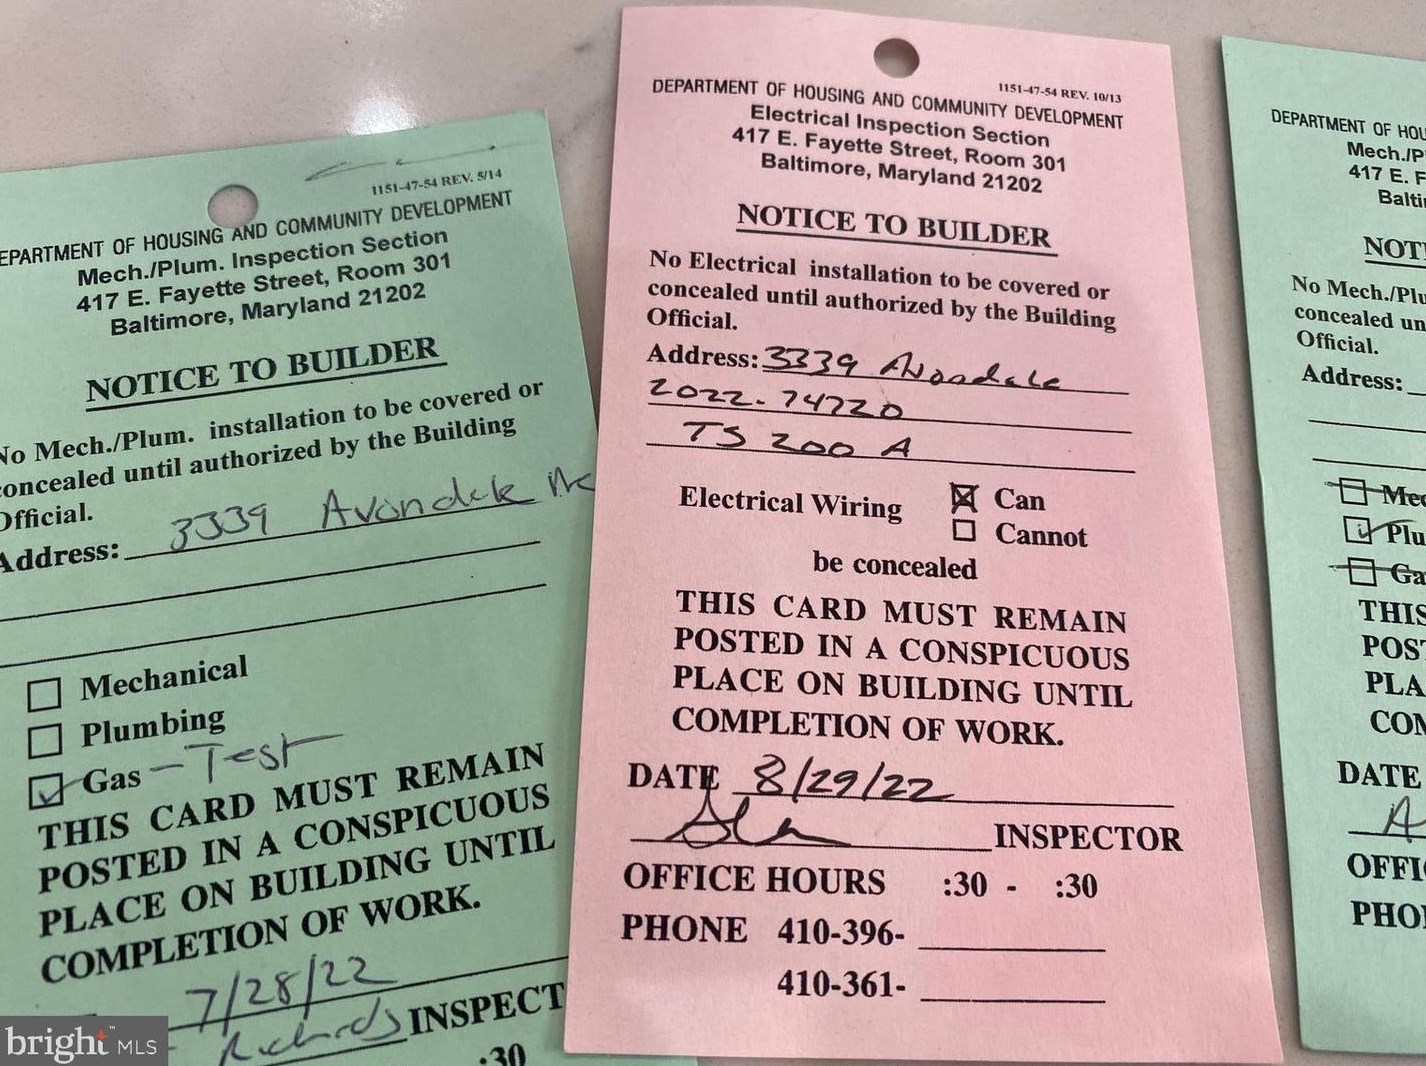 1151-47-54 REV. 5/14
EPARTMENT OF HOUSING AND COMMUNITY DEVELOPMENT
Mech./Plum. Inspection Section
417 E. Fayette Street, Room 301
Baltimore, Maryland 21202
NOTICE TO BUILDER
No Mech./Plum. installation to be covered or
concealed until authorized by the Building
Official.
Address: 3339 Avondale
Mechanical
Plumbing
Gas - Test
THIS CARD MUST REMAIN
POSTED IN A CONSPICUOUS
PLACE ON BUILDING UNTIL
COMPLETION OF WORK.
7/28/22
Richards INSPECT
:30
1151-47-54 REV. 10/13
DEPARTMENT OF HOUSING AND COMMUNITY DEVELOPMENT
Electrical Inspection Section
417 E. Fayette Street, Room 301
Baltimore, Maryland 21202
NOTICE TO BUILDER
No Electrical installation to be covered or
concealed until authorized by the Building
Official.
Address: 3339 Avondale
2022-74720
TS 200 A
Electrical Wiring Can
Cannot
be concealed
THIS CARD MUST REMAIN
POSTED IN A CONSPICUOUS
PLACE ON BUILDING UNTIL
COMPLETION OF WORK.
DATE 8/29/22
INSPECTOR
OFFICE HOURS :30 - :30
PHONE 410-396-
410-361-
DEPARTMENT OF HOU
Mech./P
417 E. F
Balti
NOTI
No Mech./Plu
concealed un
Official.
Address:
Mec
Plu
Ga
THIS
POST
PLA
COM
DATE
OFFI
PHO
bright MLS